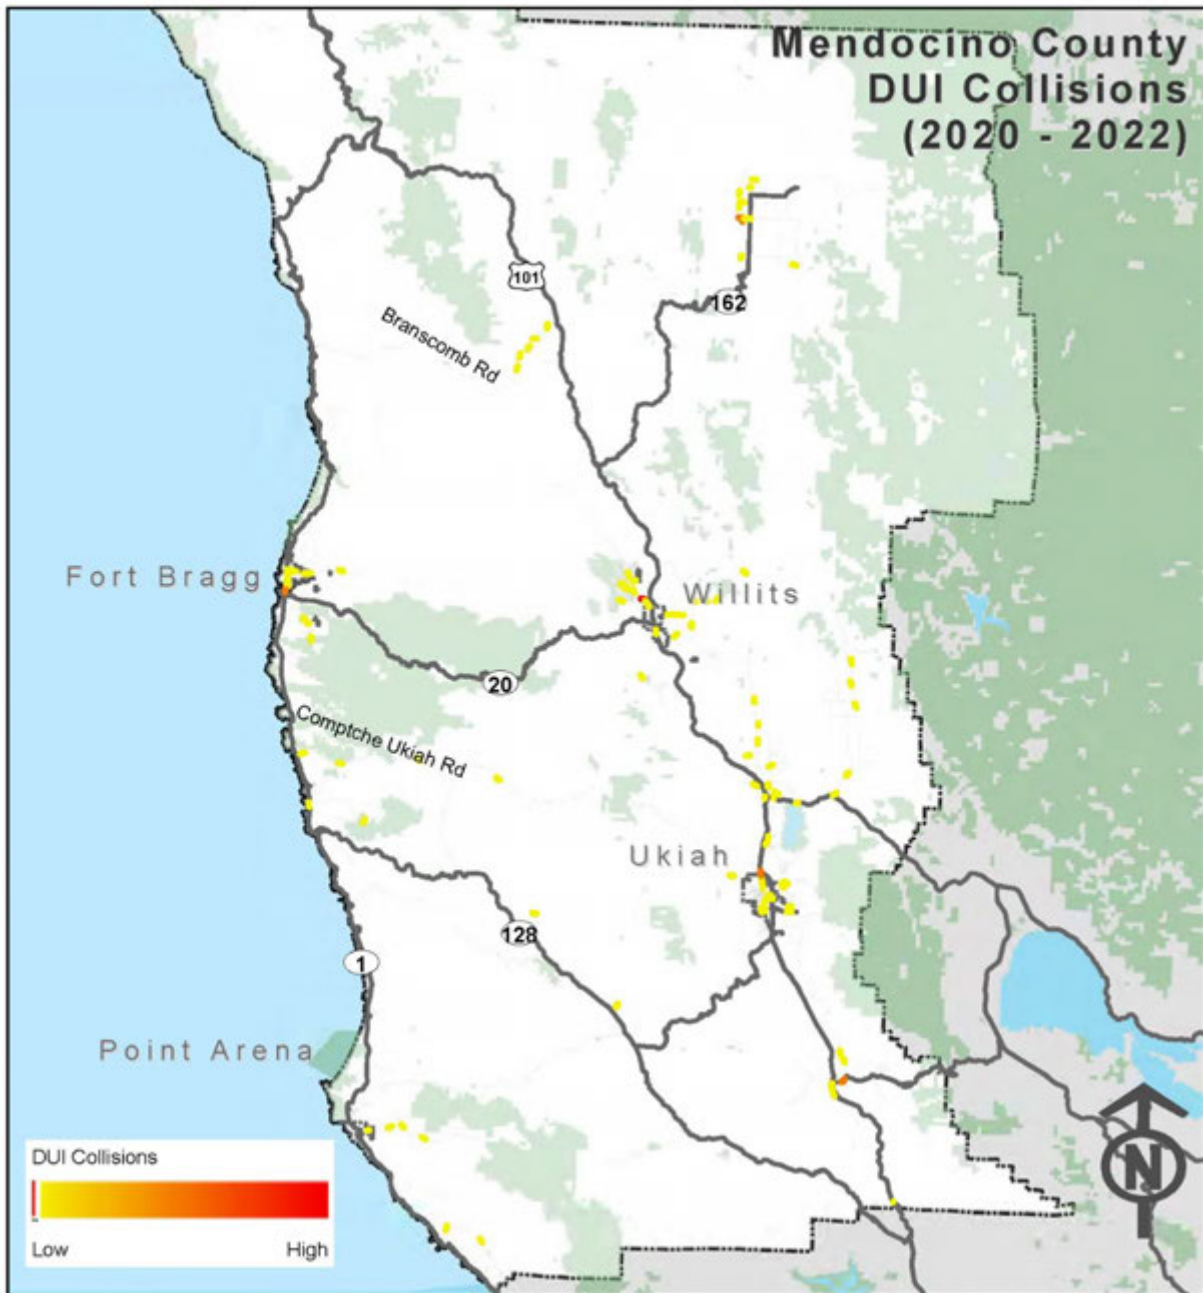 Mendocino County
DUI Collisions
(2020 - 2022)
101
162
Branscomb Rd
Fort Bragg
Willits
20
Comptche Ukiah Rd
Ukiah
128
1
Point Arena
DUI Collisions
Low
High
N